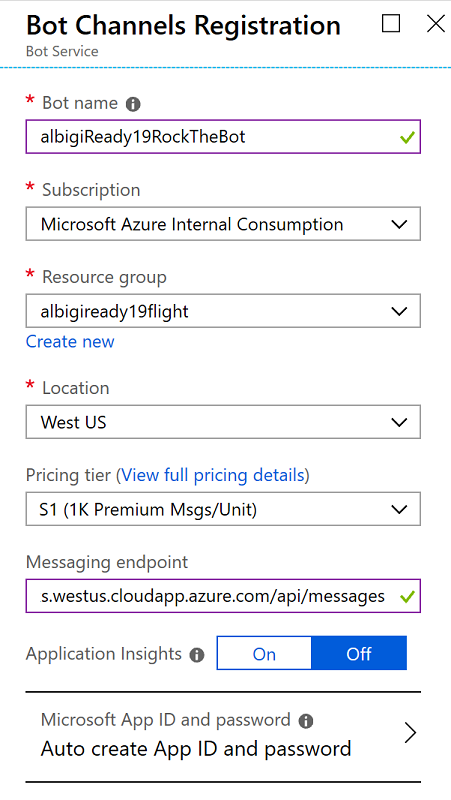 Bot Channels Registration
Bot Service
* Bot name
albigiReady19RockTheBot
* Subscription
Microsoft Azure Internal Consumption
* Resource group
albigiready19flight
Create new
* Location
West US
Pricing tier (View full pricing details)
S1 (1K Premium Msgs/Unit)
Messaging endpoint
s.westus.cloudapp.azure.com/api/messages
Application Insights On Off
Microsoft App ID and password
Auto create App ID and password